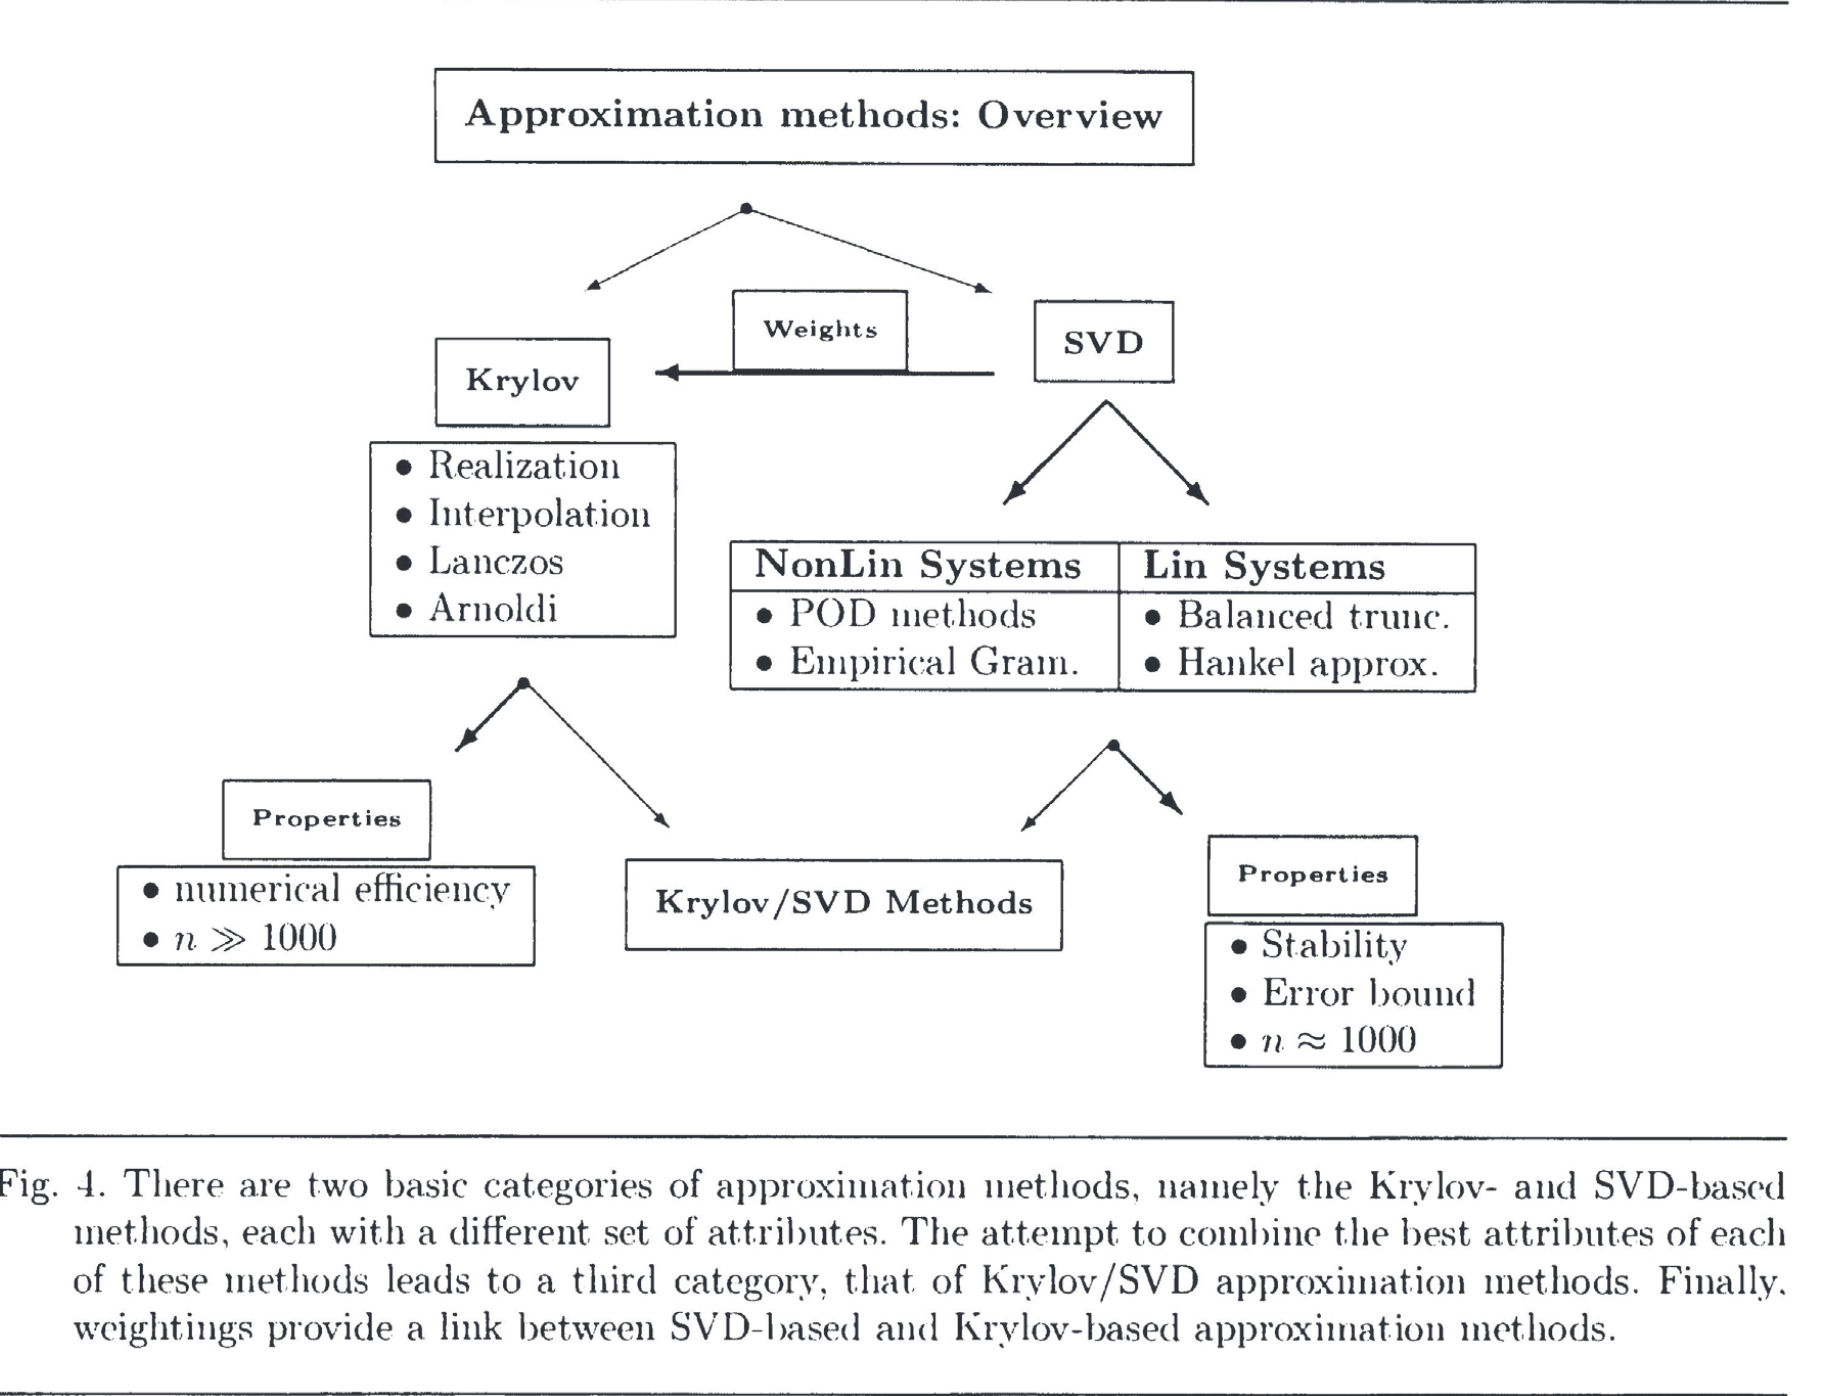 Approximation methods: Overview
Weights
SVD
Krylov
• Realization
• Interpolation
• Lanczos
• Arnoldi
NonLin Systems
Lin Systems
• POD methods
• Balanced trunc.
• Empirical Gram.
• Hankel approx.
Properties
• numerical efficiency
• n ≫ 1000
Krylov/SVD Methods
Properties
• Stability
• Error bound
• n ≈ 1000
Fig. 4. There are two basic categories of approximation methods, namely the Krylov- and SVD-based
methods, each with a different set of attributes. The attempt to combine the best attributes of each
of these methods leads to a third category, that of Krylov/SVD approximation methods. Finally,
weightings provide a link between SVD-based and Krylov-based approximation methods.